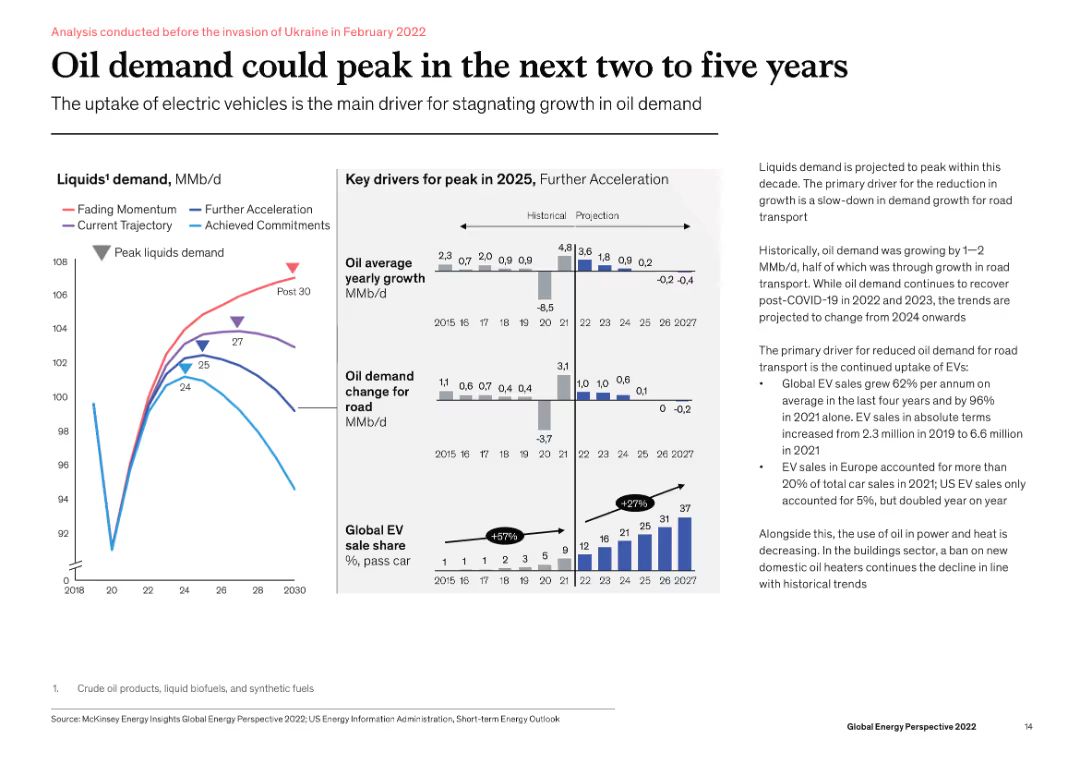 Analysis conducted before the invasion of Ukraine in February 2022
Oil demand could peak in the next two to five years
The uptake of electric vehicles is the main driver for stagnating growth in oil demand
Liquids¹ demand, MMb/d
Fading Momentum
Further Acceleration
Current Trajectory
Achieved Commitments
Peak liquids demand
108
106
104
102
100
98
96
94
92
0
2018 20 22 24 26 28 2030
Post 30
27
25
24
Key drivers for peak in 2025, Further Acceleration
Historical Projection
Oil average
yearly growth
MMb/d
2,3 0,7 2,0 0,9 0,9 -8,5 4,8 3,6 1,8 0,9 0,2 -0,2 -0,4
2015 16 17 18 19 20 21 22 23 24 25 26 2027
Oil demand
change for
road
MMb/d
1,1 0,6 0,7 0,4 0,4 -3,7 3,1 1,0 1,0 0,6 0,1 0 -0,2
2015 16 17 18 19 20 21 22 23 24 25 26 2027
Global EV
sale share
%, pass car
+57%
+27%
1 1 1 2 3 5 9 12 16 21 25 31 37
2015 16 17 18 19 20 21 22 23 24 25 26 2027
Liquids demand is projected to peak within this
decade. The primary driver for the reduction in
growth is a slow-down in demand growth for road
transport
Historically, oil demand was growing by 1—2
MMb/d, half of which was through growth in road
transport. While oil demand continues to recover
post-COVID-19 in 2022 and 2023, the trends are
projected to change from 2024 onwards
The primary driver for reduced oil demand for road
transport is the continued uptake of EVs:
• Global EV sales grew 62% per annum on
average in the last four years and by 96%
in 2021 alone. EV sales in absolute terms
increased from 2.3 million in 2019 to 6.6 million
in 2021
• EV sales in Europe accounted for more than
20% of total car sales in 2021; US EV sales only
accounted for 5%, but doubled year on year
Alongside this, the use of oil in power and heat is
decreasing. In the buildings sector, a ban on new
domestic oil heaters continues the decline in line
with historical trends
1. Crude oil products, liquid biofuels, and synthetic fuels
Source: McKinsey Energy Insights Global Energy Perspective 2022; US Energy Information Administration, Short-term Energy Outlook
Global Energy Perspective 2022 14